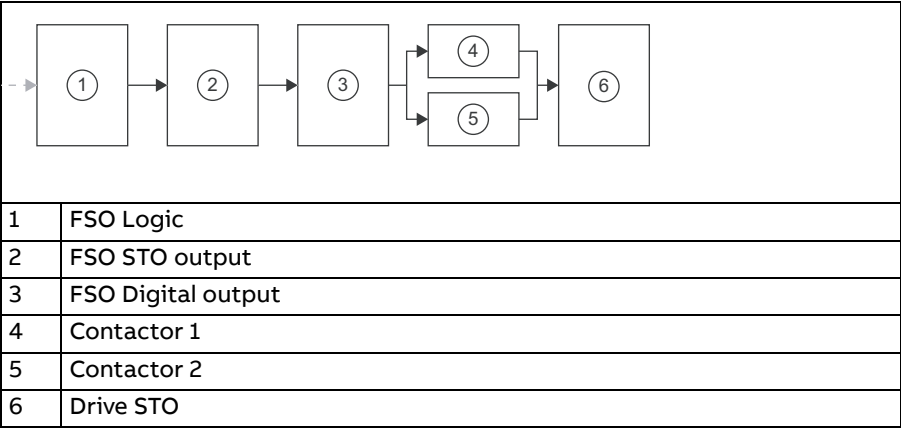 1
2
3
4
5
6
1 FSO Logic
2 FSO STO output
3 FSO Digital output
4 Contactor 1
5 Contactor 2
6 Drive STO